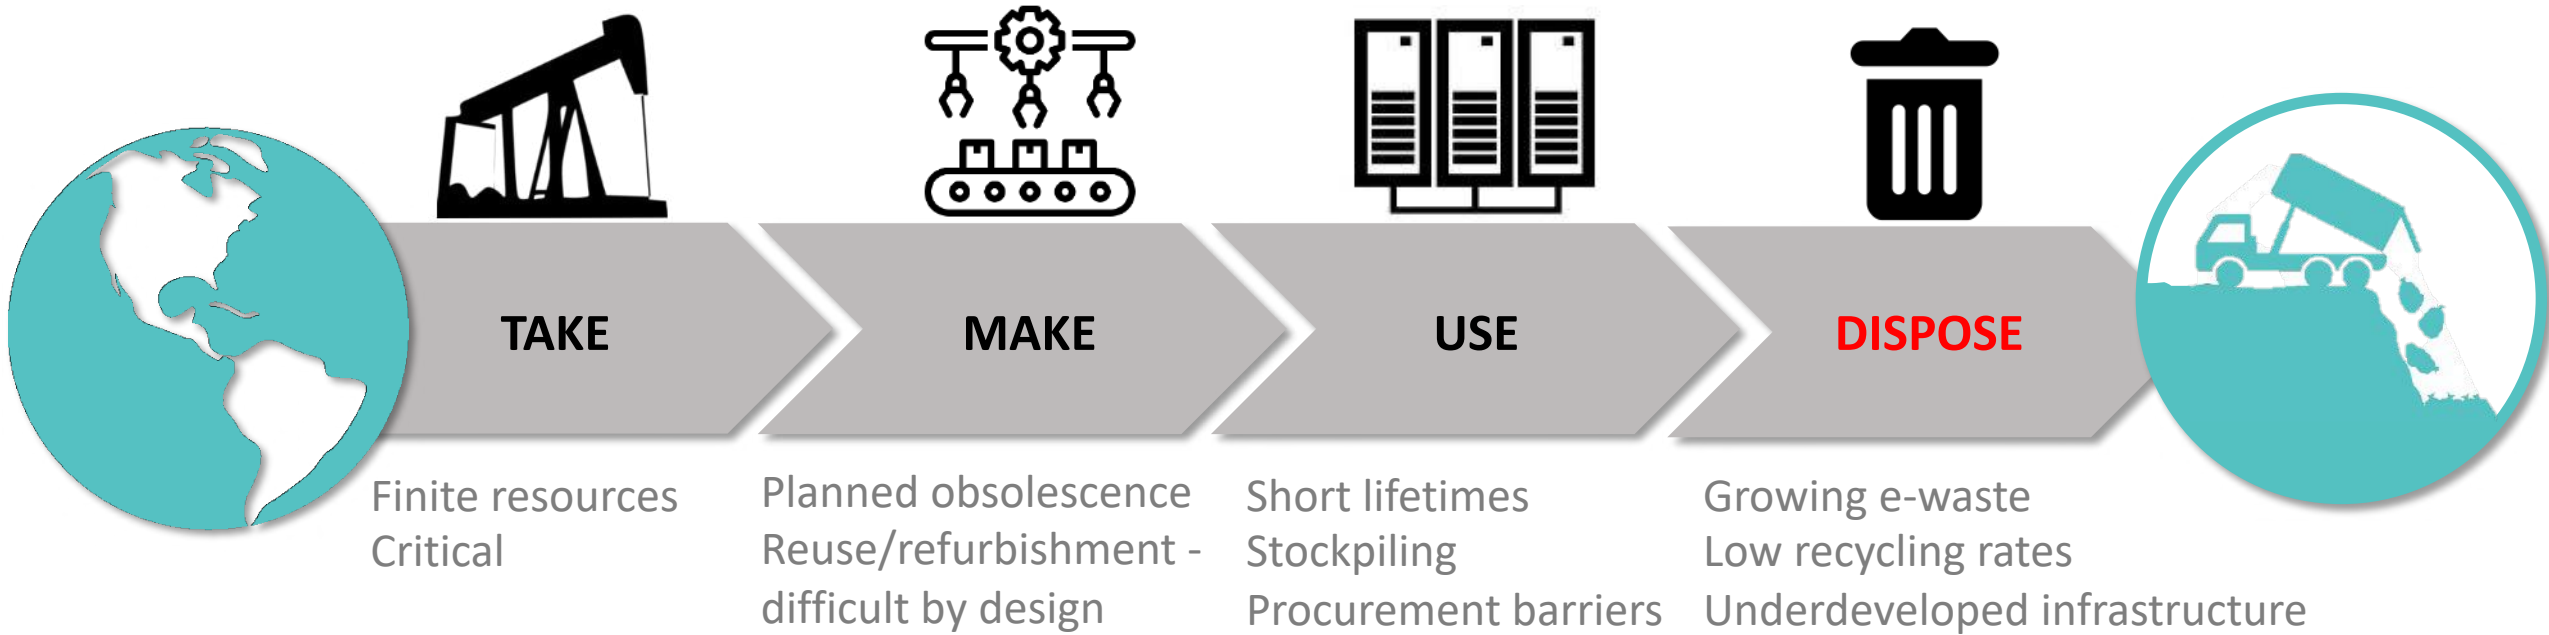 TAKE
MAKE
USE
DISPOSE
Finite resources
Critical
Planned obsolescence
Reuse/refurbishment -
difficult by design
Short lifetimes
Stockpiling
Procurement barriers
Growing e-waste
Low recycling rates
Underdeveloped infrastructure